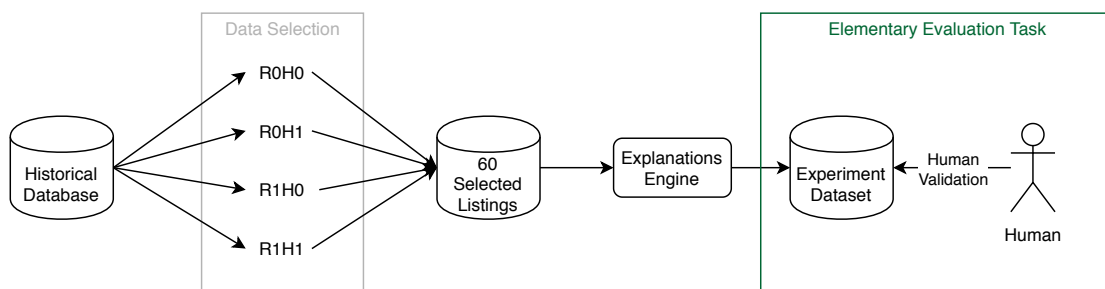 Data Selection
Elementary Evaluation Task
R0H0
R0H1
R1H0
R1H1
Historical
Database
60
Selected
Listings
Explanations
Engine
Experiment
Dataset
Human
Validation
Human